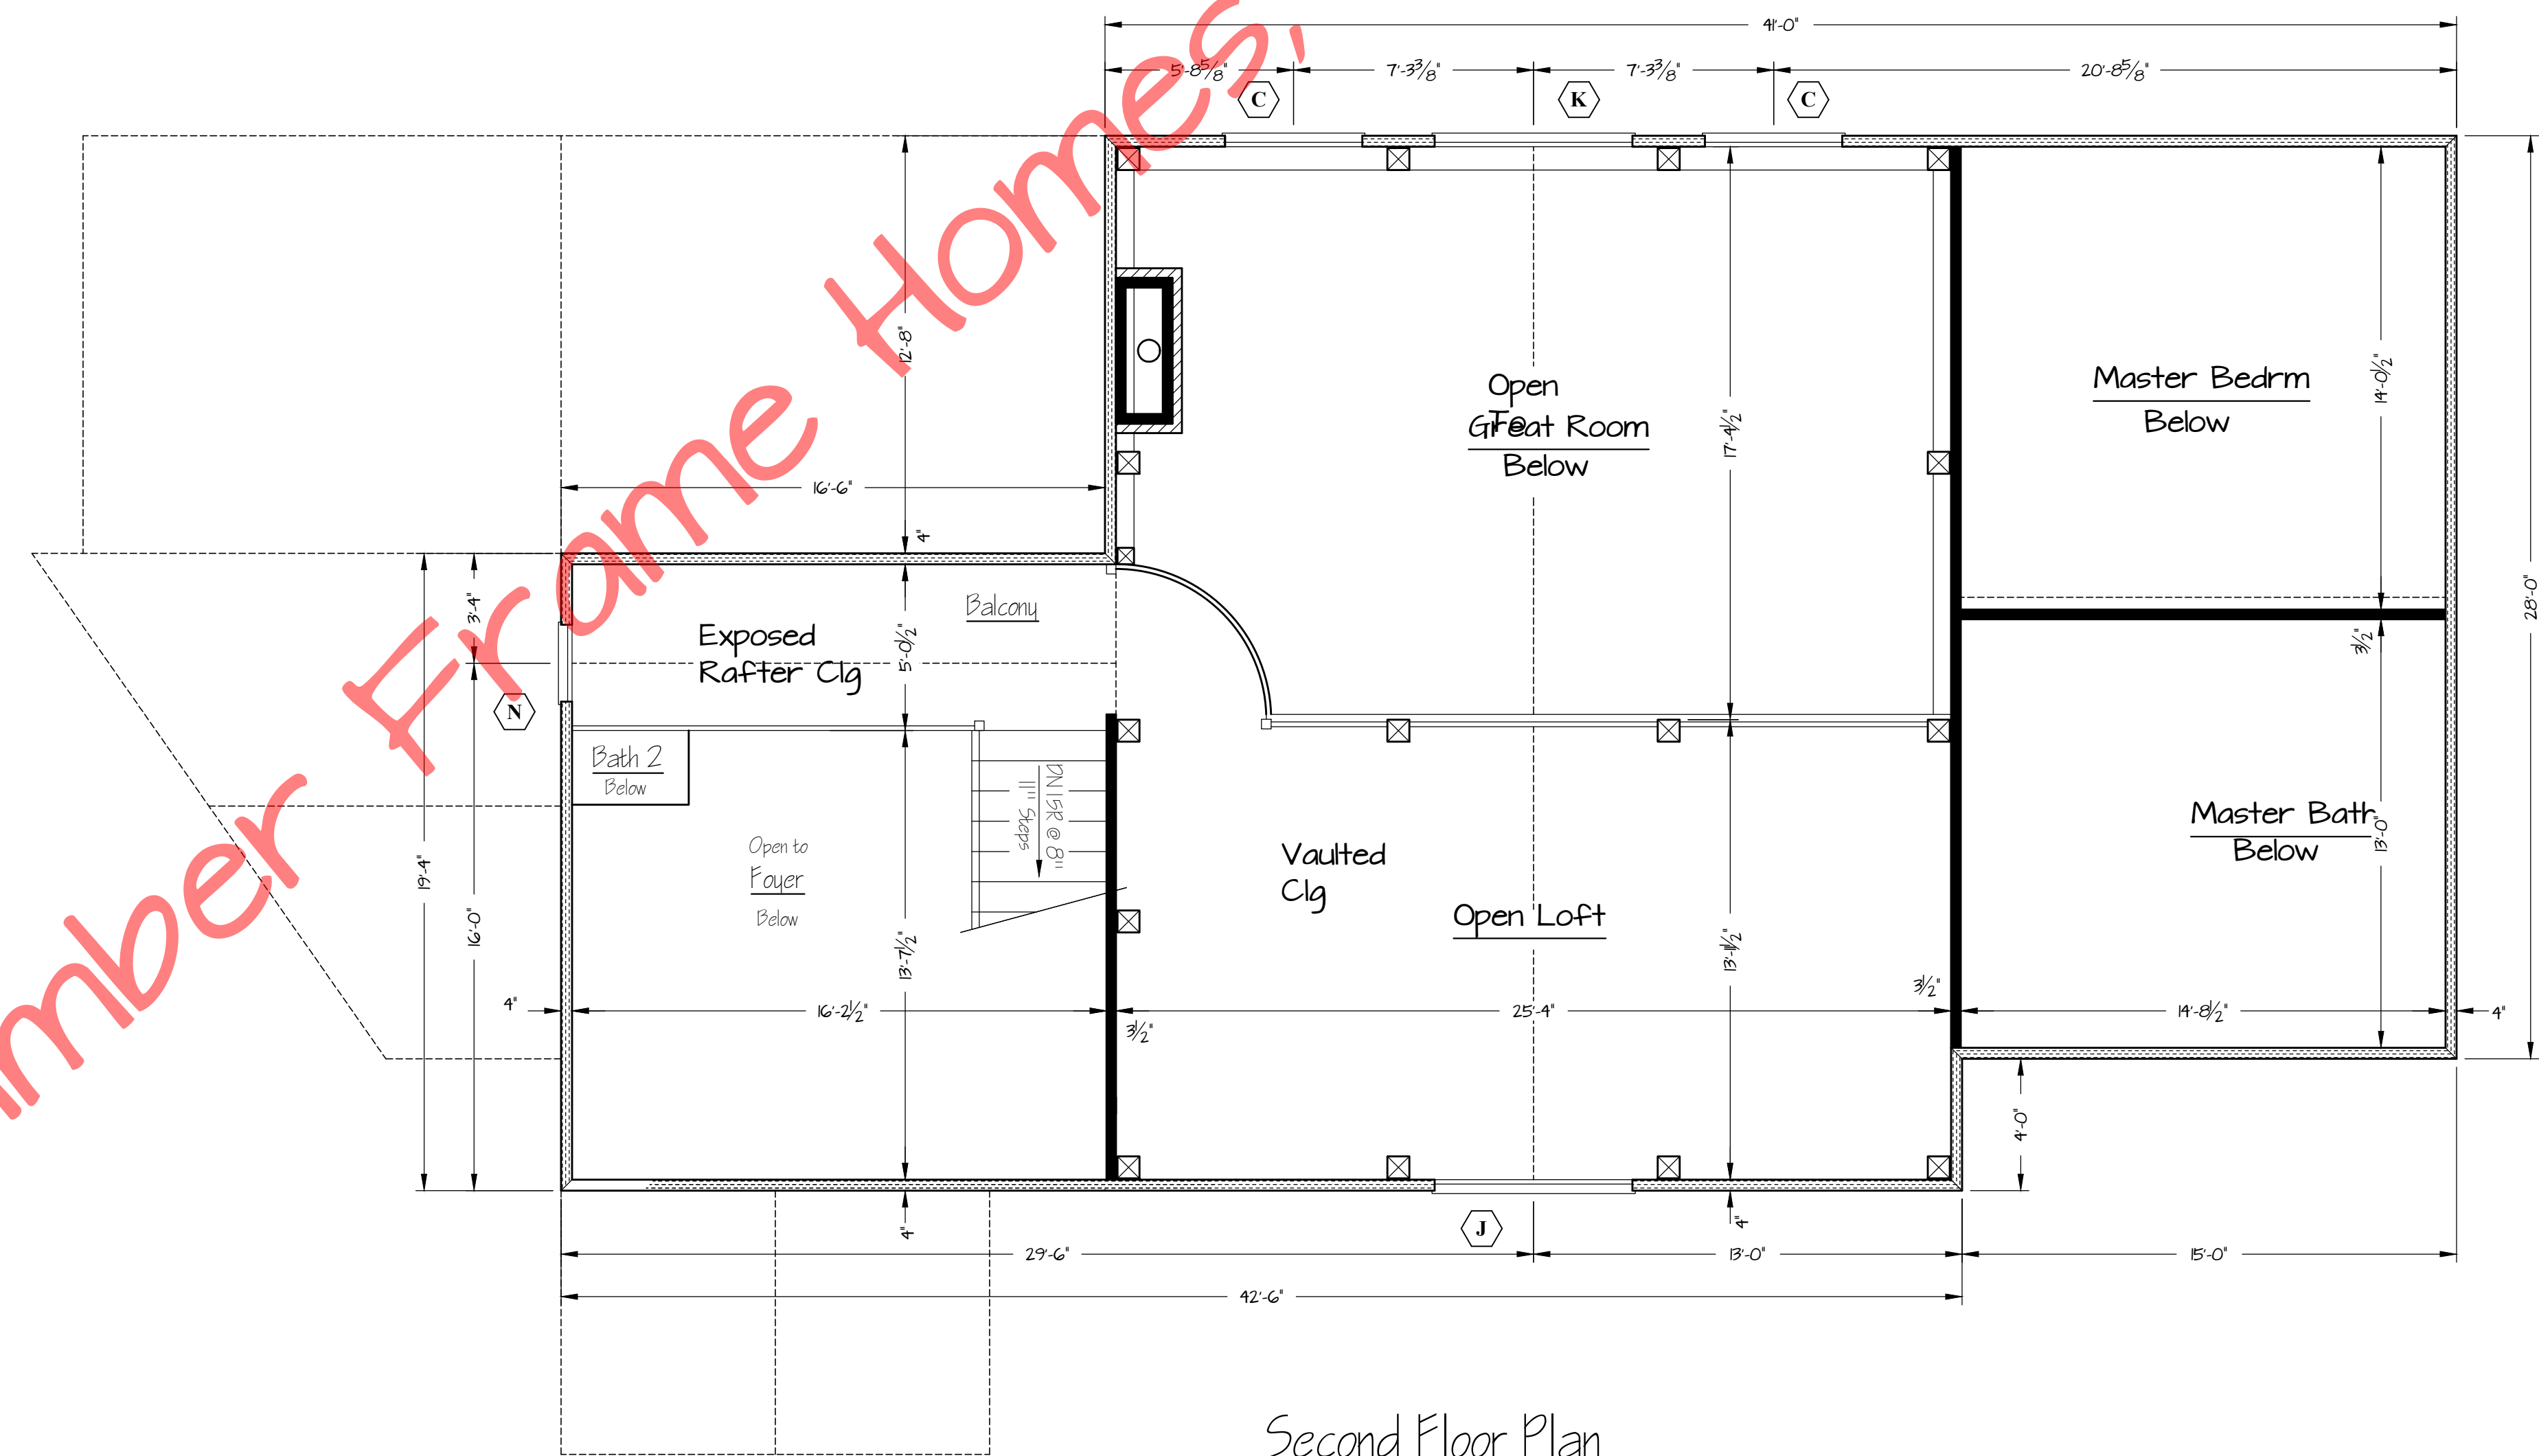 41'-0"
5'-8 5/8"
7'-3 3/8"
7'-3 3/8"
20'-8 5/8"
C
K
C
Frame Homes,
12'-8"
16'-6"
4"
Open
To
Great Room
Below
17'-4 1/2"
Master Bedrm
Below
14'-0 1/2"
28'-0"
3'-4"
Balcony
Exposed
Rafter Clg
5'-0 1/2"
3 1/2"
N
Bath 2
Below
DN 15R @ 8"
11" Steps
Open to
Foyer
Below
19'-4"
16'-0"
13'-7 1/2"
Vaulted
Clg
Open Loft
13'-11 1/2"
Master Bath
Below
13'-0"
4"
16'-2 1/2"
3 1/2"
25'-4"
3 1/2"
14'-8 1/2"
4"
4'-0"
4"
4"
J
29'-6"
13'-0"
15'-0"
42'-6"
Second Floor Plan